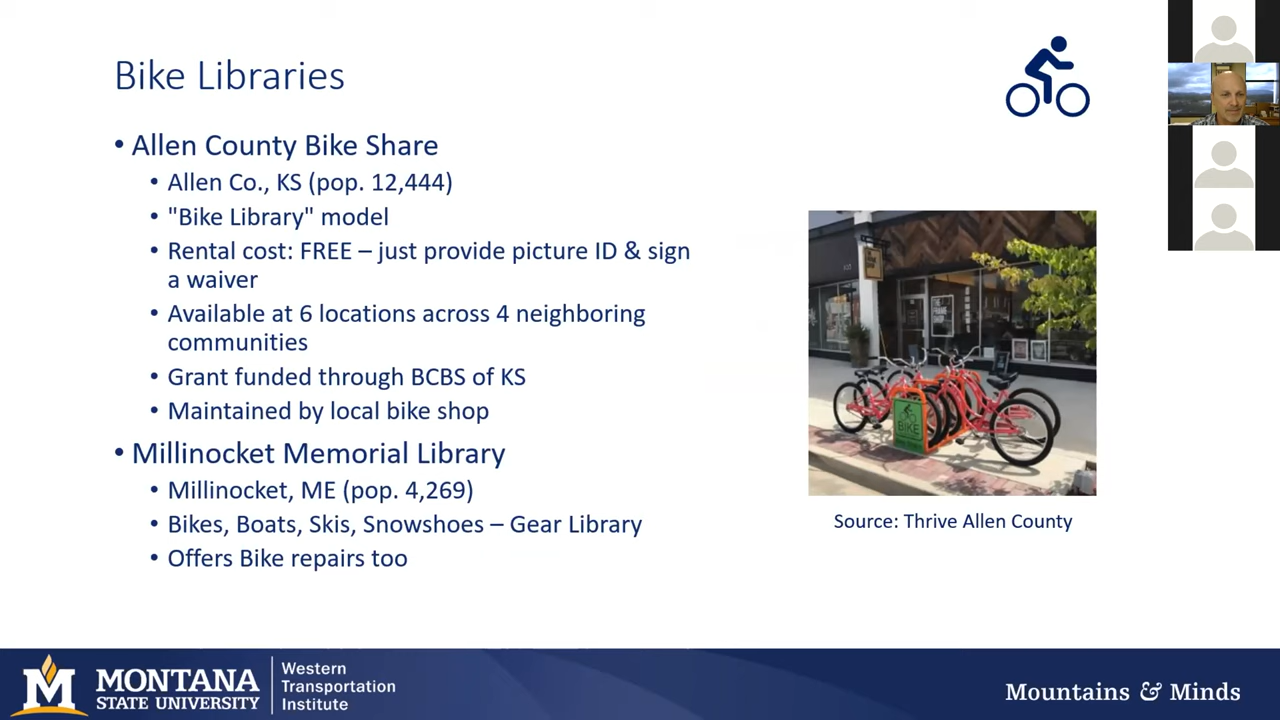 Bike Libraries
• Allen County Bike Share
• Allen Co., KS (pop. 12,444)
• "Bike Library" model
• Rental cost: FREE – just provide picture ID & sign
a waiver
• Available at 6 locations across 4 neighboring
communities
• Grant funded through BCBS of KS
• Maintained by local bike shop
• Millinocket Memorial Library
• Millinocket, ME (pop. 4,269)
• Bikes, Boats, Skis, Snowshoes – Gear Library
• Offers Bike repairs too
BIKE
Source: Thrive Allen County
M
MONTANA
STATE UNIVERSITY
Western
Transportation
Institute
Mountains & Minds